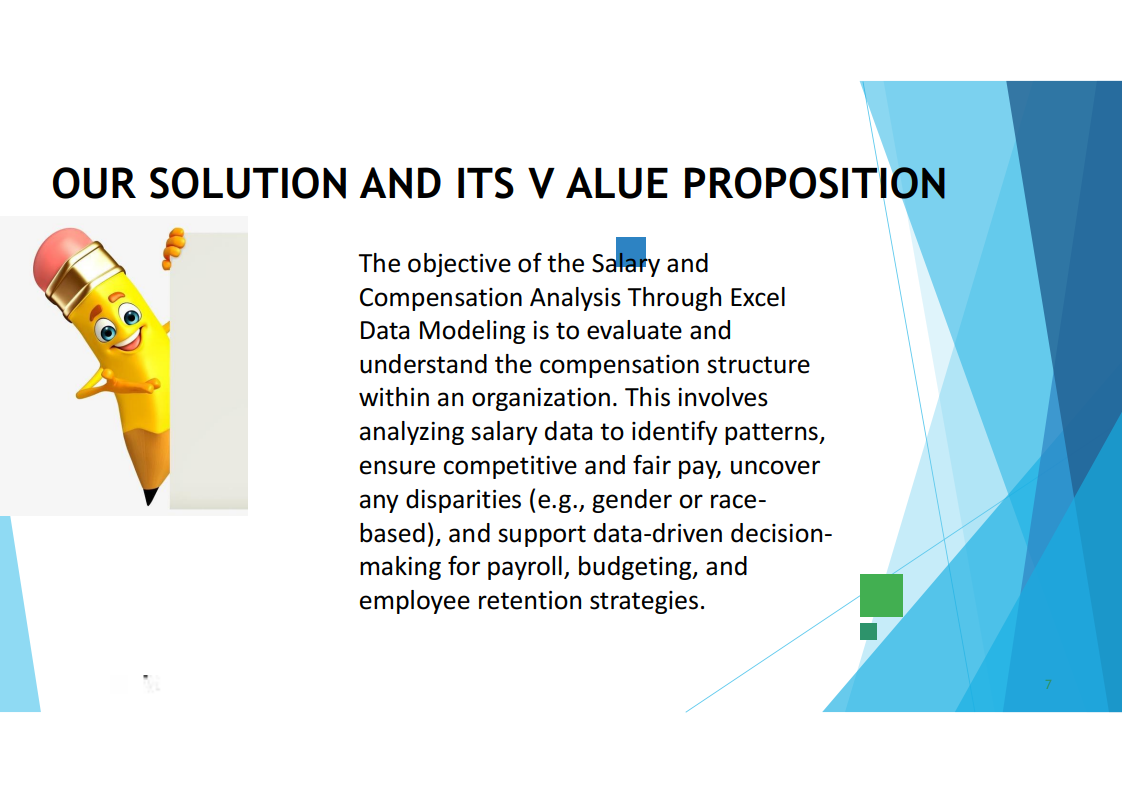 OUR SOLUTION AND ITS V ALUE PROPOSITION
The objective of the Salary and
Compensation Analysis Through Excel
Data Modeling is to evaluate and
understand the compensation structure
within an organization. This involves
analyzing salary data to identify patterns,
ensure competitive and fair pay, uncover
any disparities (e.g., gender or race-
based), and support data-driven decision-
making for payroll, budgeting, and
employee retention strategies.
7